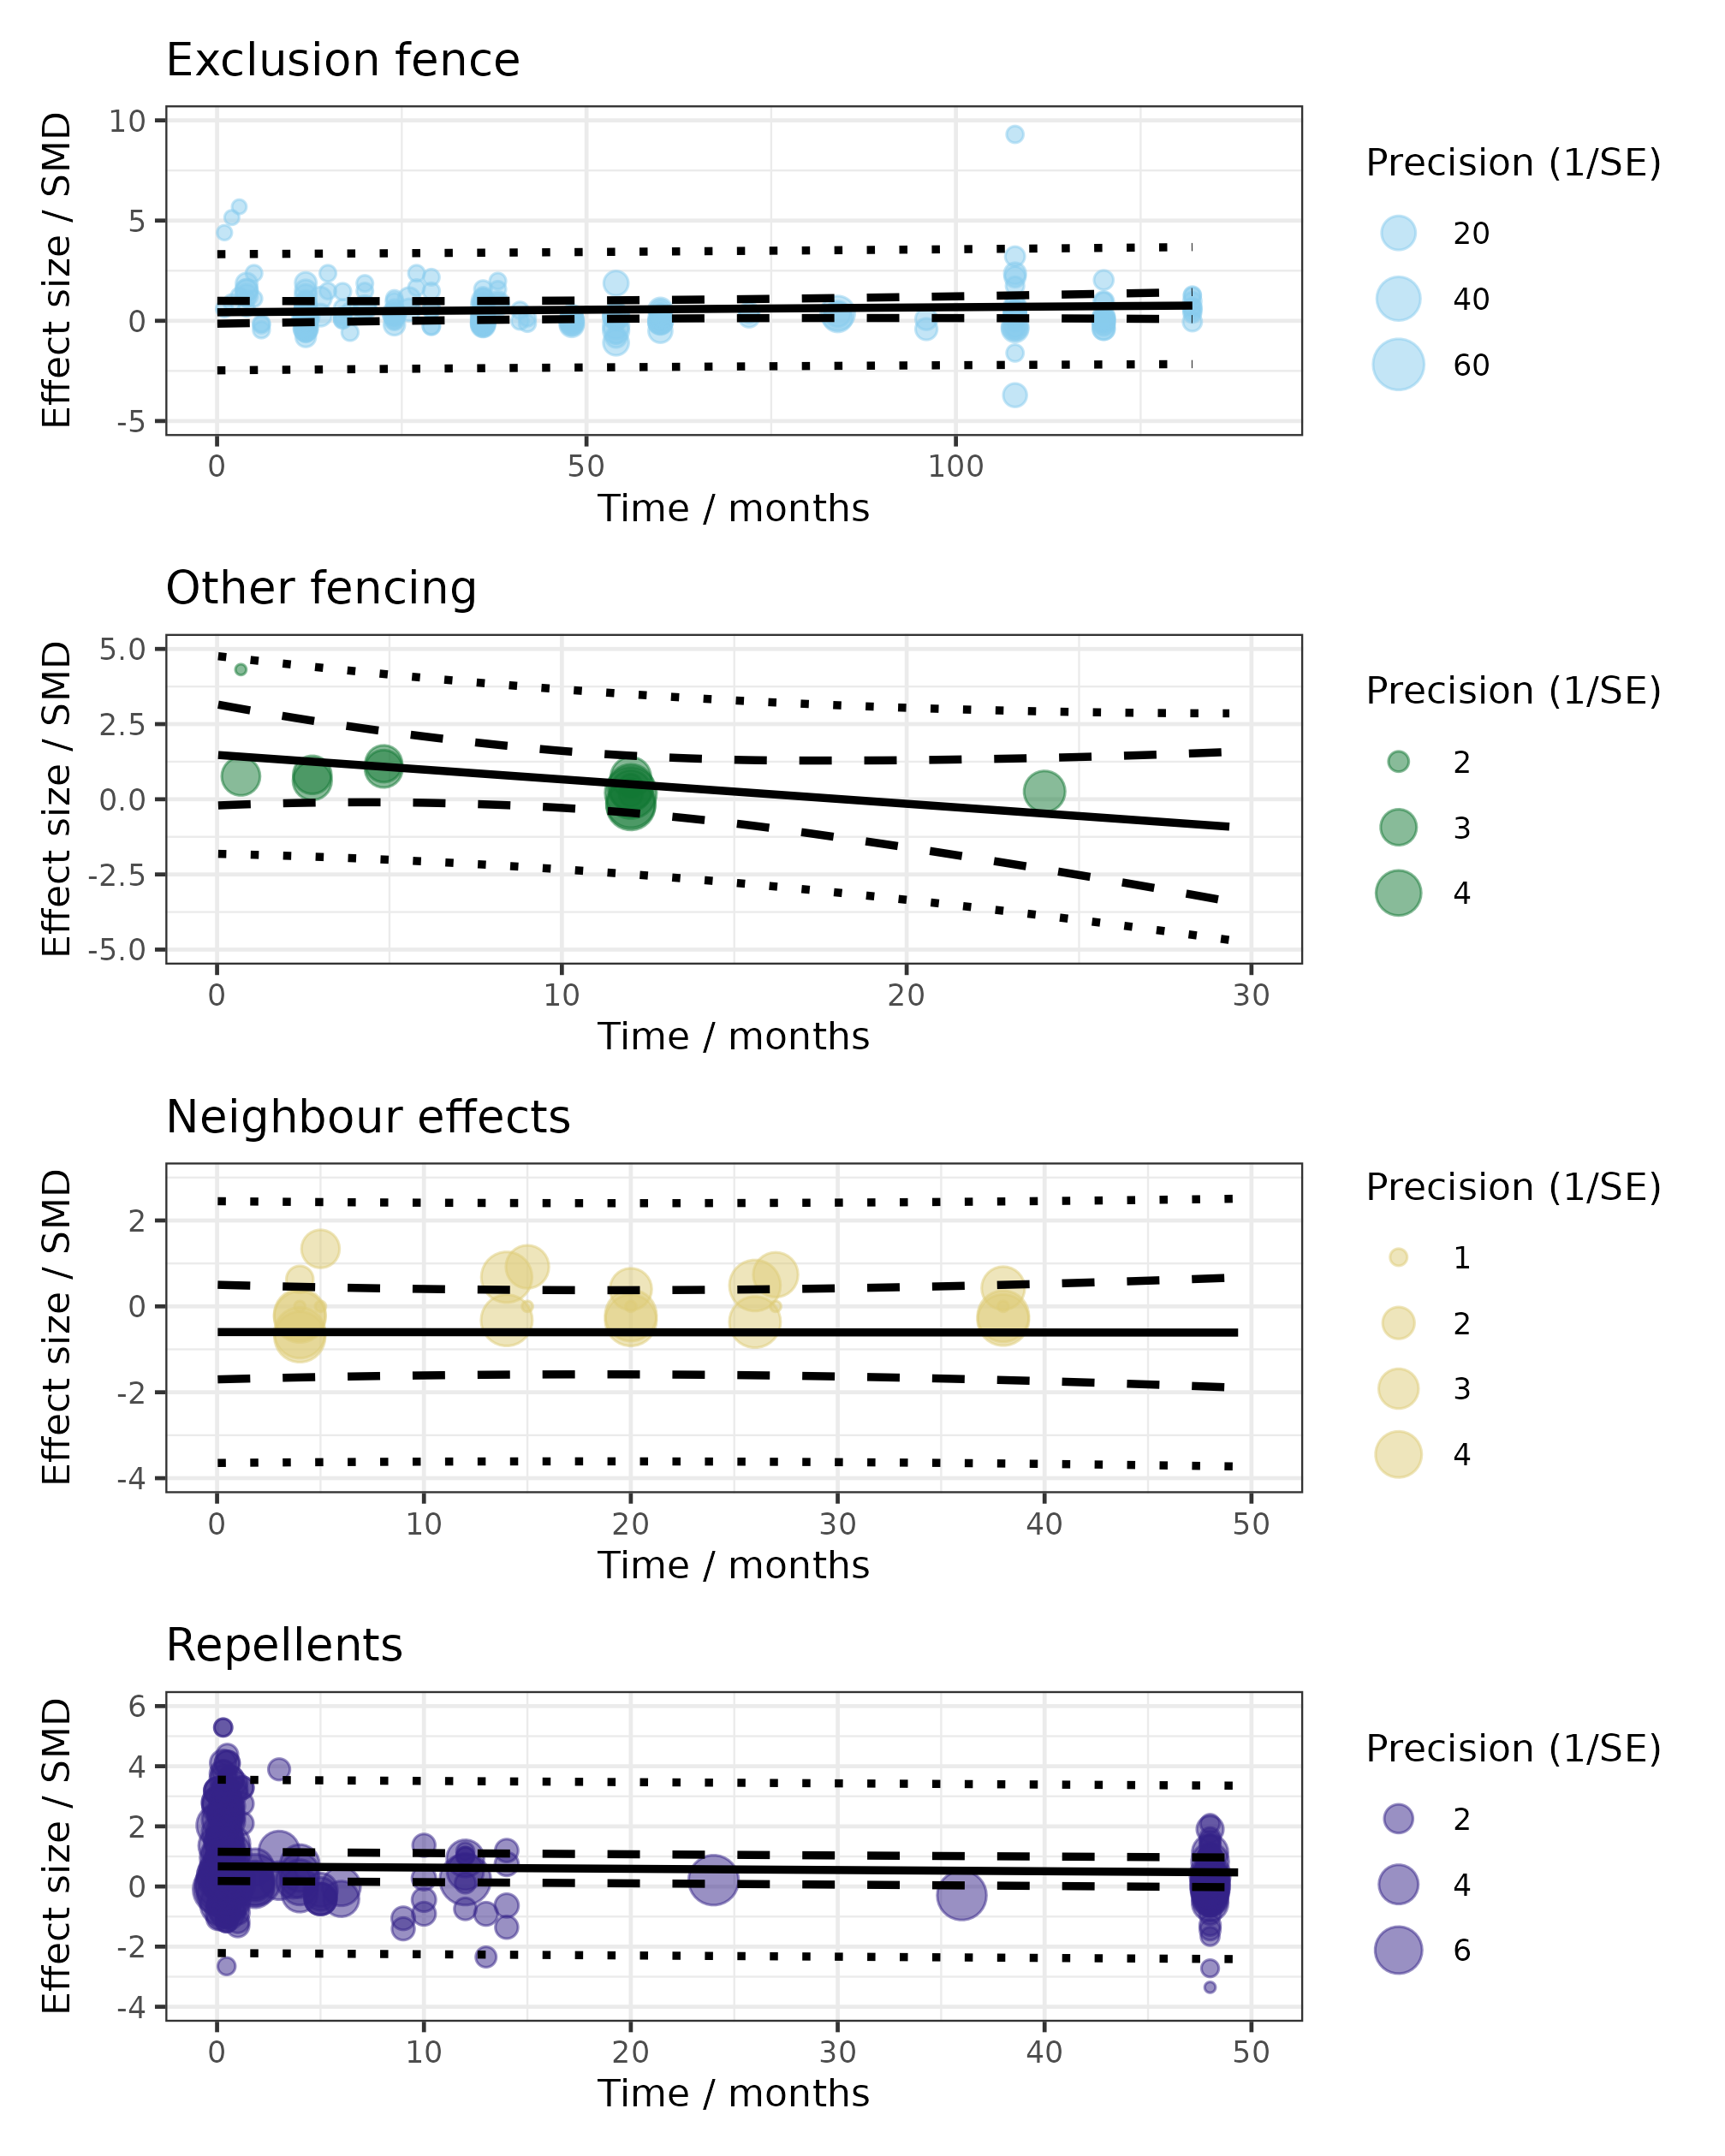 Exclusion fence
Effect size / SMD
10
5
0
-5
0 50 100
Time / months
Precision (1/SE)
20
40
60
Other fencing
Effect size / SMD
5.0
2.5
0.0
-2.5
-5.0
0 10 20 30
Time / months
Precision (1/SE)
2
3
4
Neighbour effects
Effect size / SMD
2
0
-2
-4
0 10 20 30 40 50
Time / months
Precision (1/SE)
1
2
3
4
Repellents
Effect size / SMD
6
4
2
0
-2
-4
0 10 20 30 40 50
Time / months
Precision (1/SE)
2
4
6